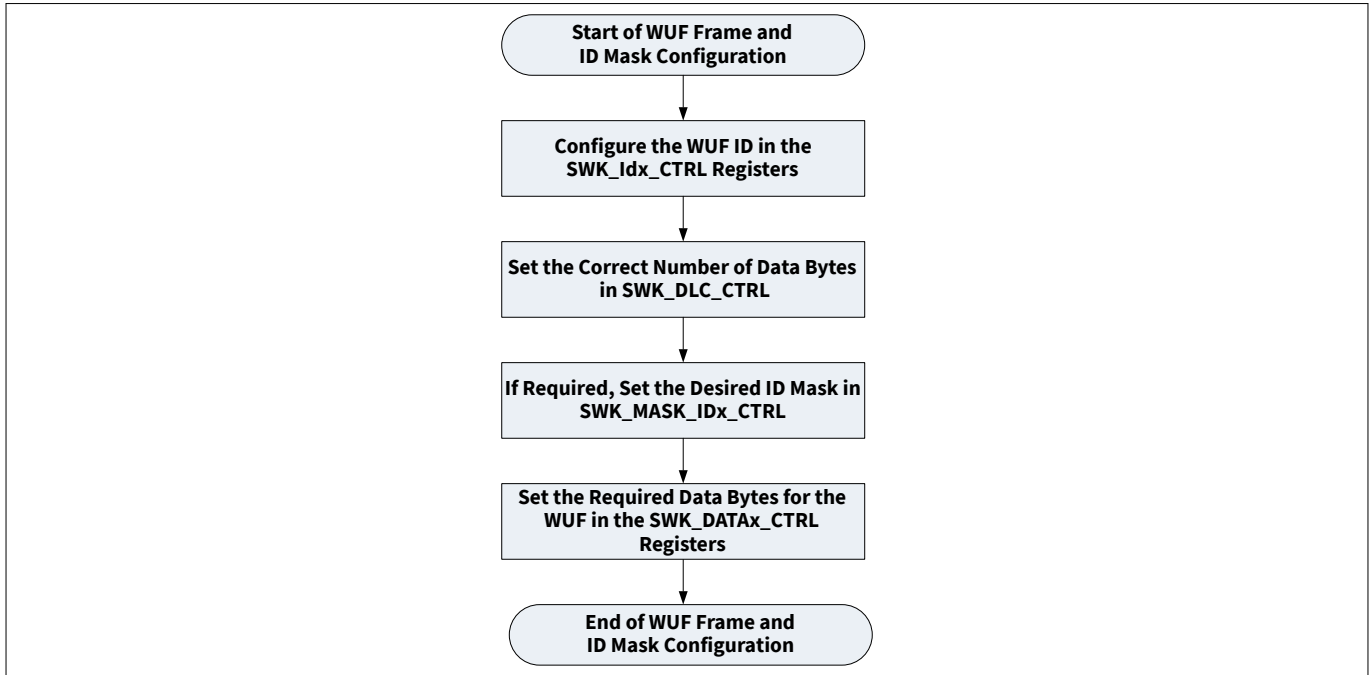 Start of WUF Frame and
ID Mask Configuration
Configure the WUF ID in the
SWK_Idx_CTRL Registers
Set the Correct Number of Data Bytes
in SWK_DLC_CTRL
If Required, Set the Desired ID Mask in
SWK_MASK_IDx_CTRL
Set the Required Data Bytes for the
WUF in the SWK_DATAx_CTRL
Registers
End of WUF Frame and
ID Mask Configuration